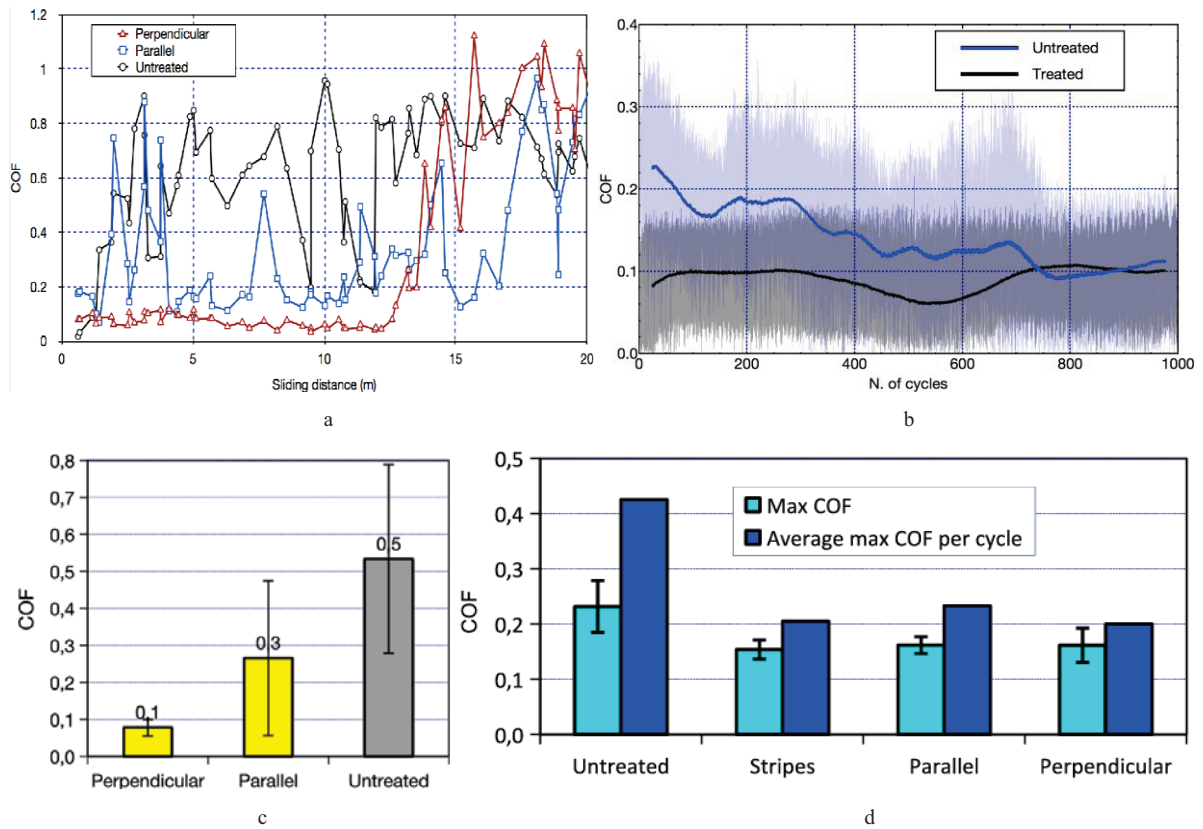 Perpendicular
Parallel
Untreated
COF
1.2
1
0.8
0.6
0.4
0.2
0
0
5
10
15
20
Sliding distance (m)
a
Untreated
Treated
COF
0.4
0.3
0.2
0.1
0.0
0
200
400
600
800
1000
N. of cycles
b
COF
0,8
0,7
0,6
0,5
0,4
0,3
0,2
0,1
0,0
0.1
0.3
0.5
Perpendicular
Parallel
Untreated
c
COF
0,5
0,4
0,3
0,2
0,1
0,0
Max COF
Average max COF per cycle
Untreated
Stripes
Parallel
Perpendicular
d